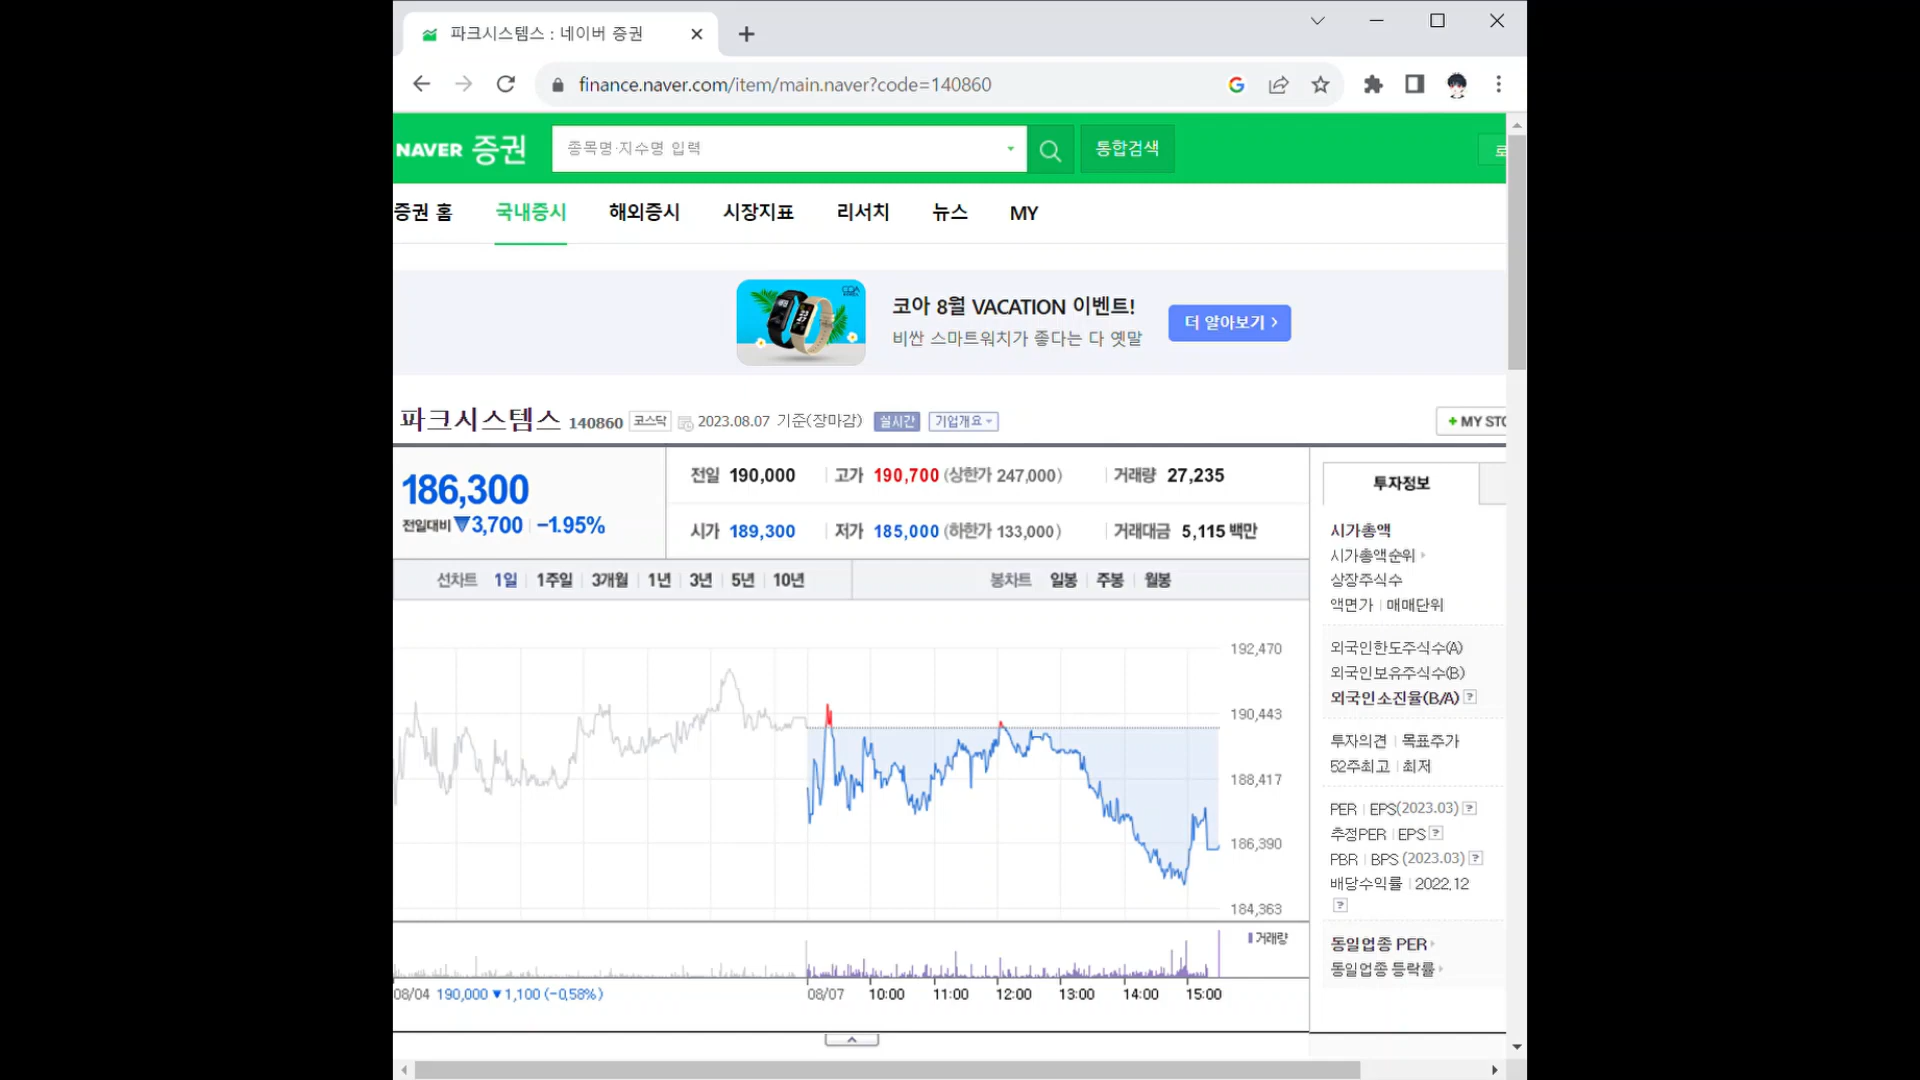 파크시스템스 : 네이버 증권
finance.naver.com/item/main.naver?code=140860
NAVER 증권 종목명·지수명 입력 통합검색
증권 홈 국내증시 해외증시 시장지표 리서치 뉴스 MY
코아 8월 VACATION 이벤트!
비싼 스마트워치가 좋다는 다 옛말
더 알아보기 >
파크시스템스 140860 코스닥 2023.08.07 기준(장마감) 실시간 기업개요
+ MY STO
186,300
전일대비 ▼3,700 -1.95%
전일 190,000 고가 190,700 (상한가 247,000) 거래량 27,235
시가 189,300 저가 185,000 (하한가 133,000) 거래대금 5,115 백만
선차트 1일 1주일 3개월 1년 3년 5년 10년 봉차트 일봉 주봉 월봉
192,470
190,443
188,417
186,390
184,363
거래량
08/04 190,000 ▼ 1,100 (-0.58%)
08/07 10:00 11:00 12:00 13:00 14:00 15:00
투자정보
시가총액
시가총액순위
상장주식수
액면가 | 매매단위
외국인한도주식수(A)
외국인보유주식수(B)
외국인소진율(B/A) ?
투자의견 | 목표주가
52주최고 | 최저
PER | EPS(2023.03) ?
추정PER | EPS ?
PBR | BPS (2023.03) ?
배당수익률 | 2022.12
?
동일업종 PER
동일업종 등락률